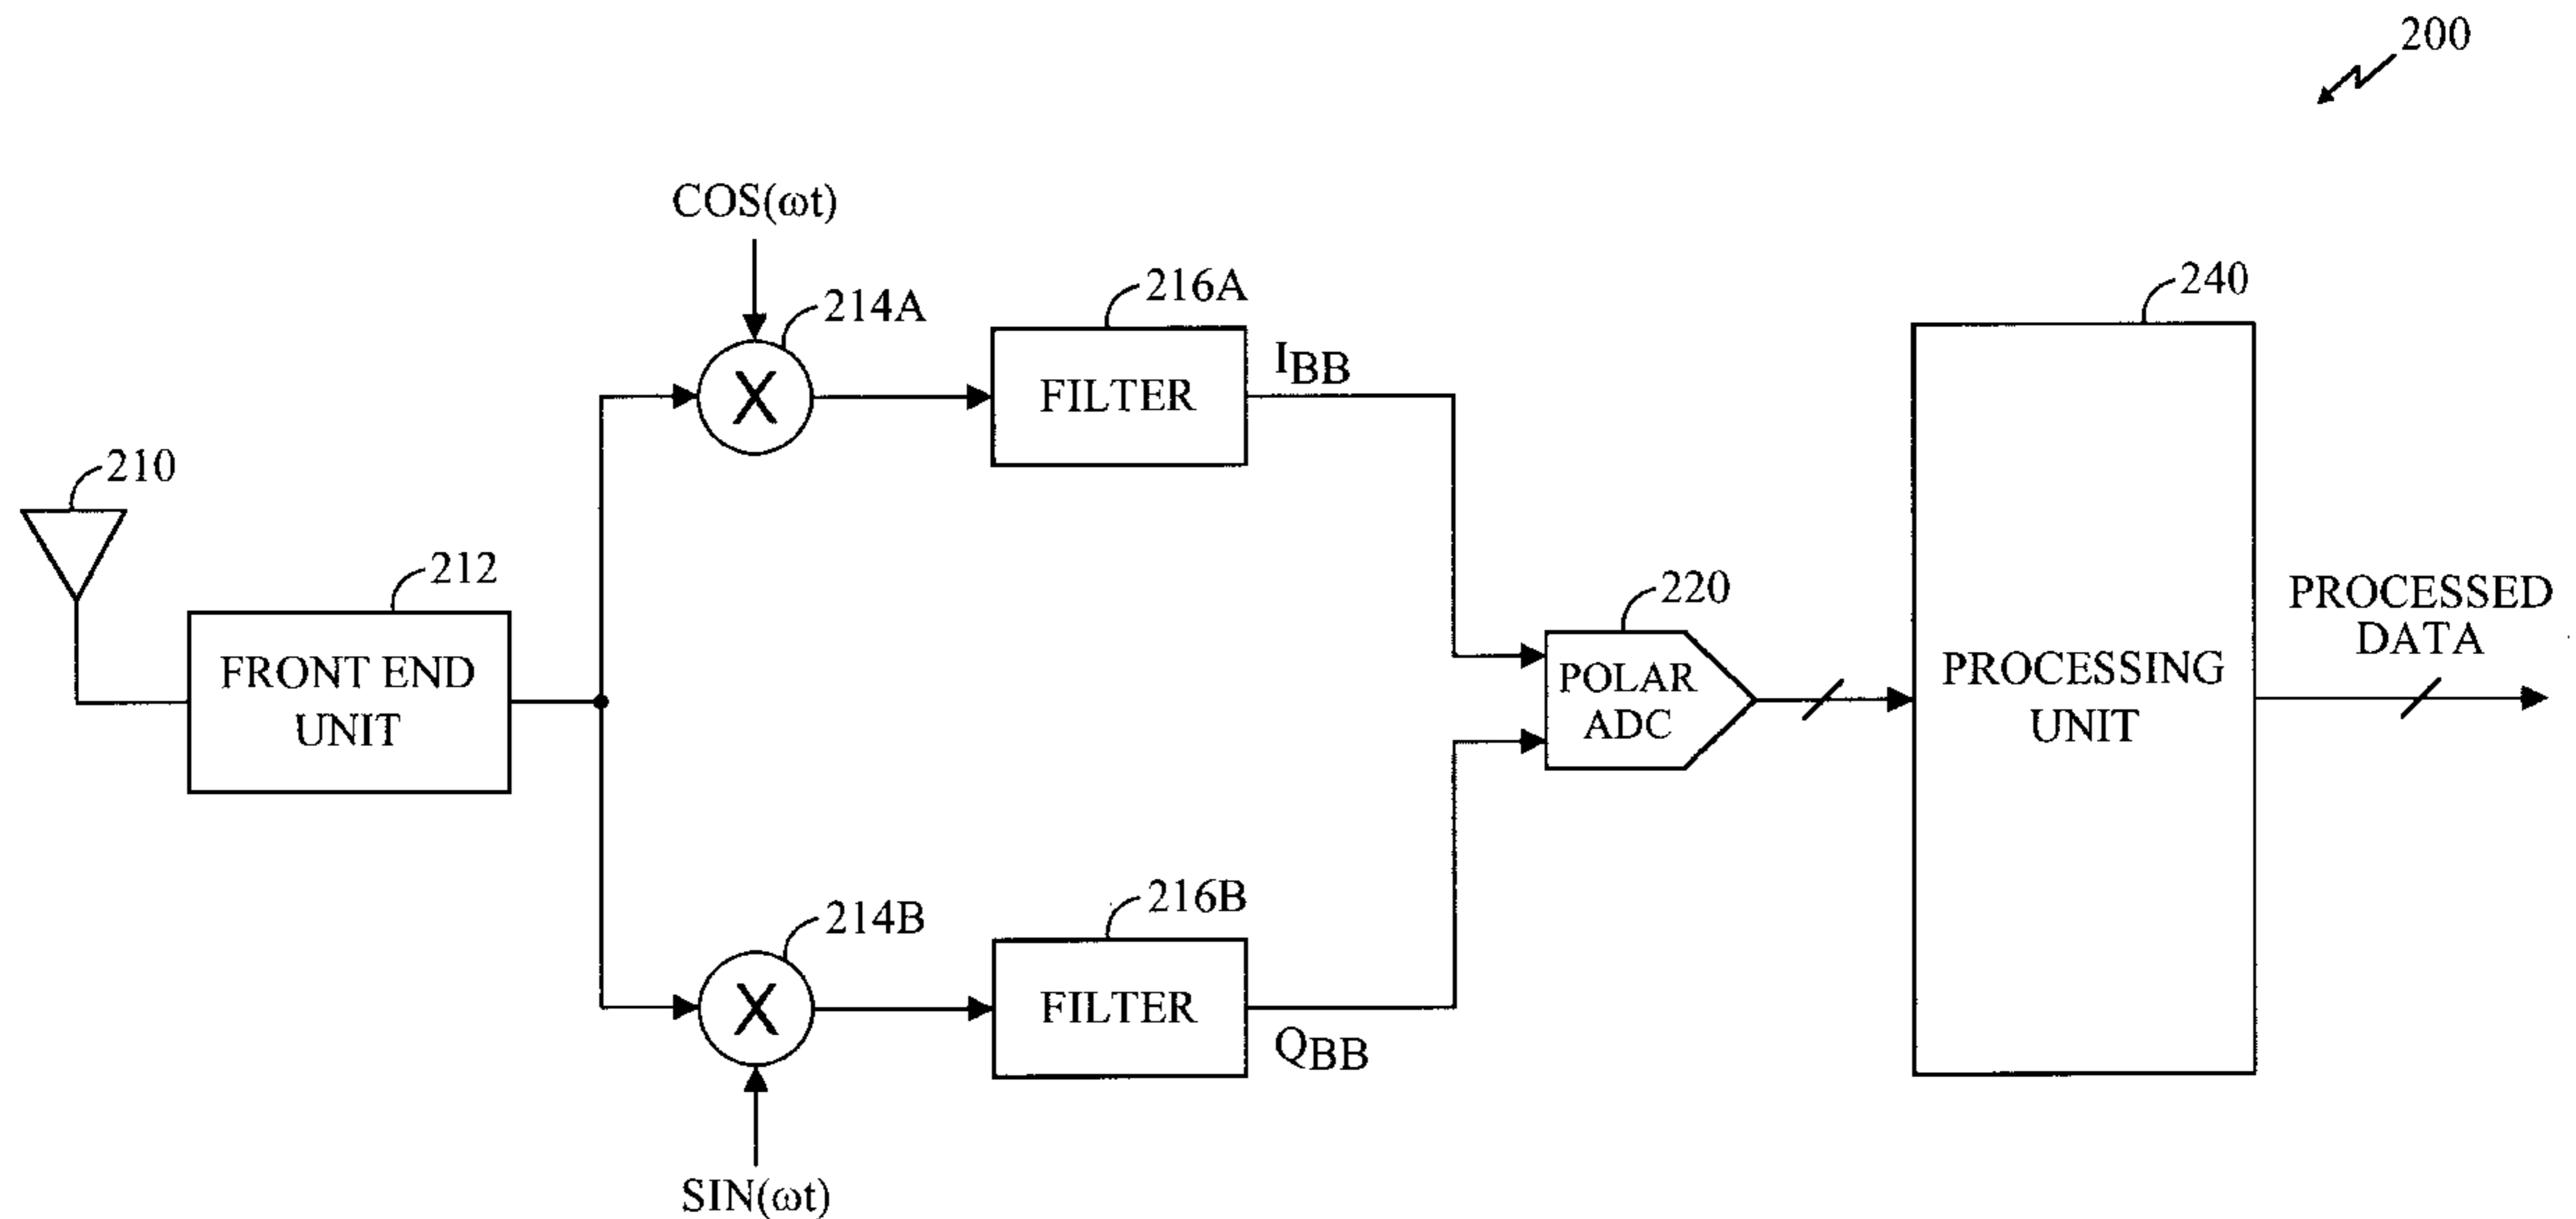 200
COS(ωt)
214A
216A
240
X
FILTER
IBB
210
212
FRONT END
UNIT
220
POLAR
ADC
PROCESSING
UNIT
PROCESSED
DATA
214B
216B
X
FILTER
QBB
SIN(ωt)